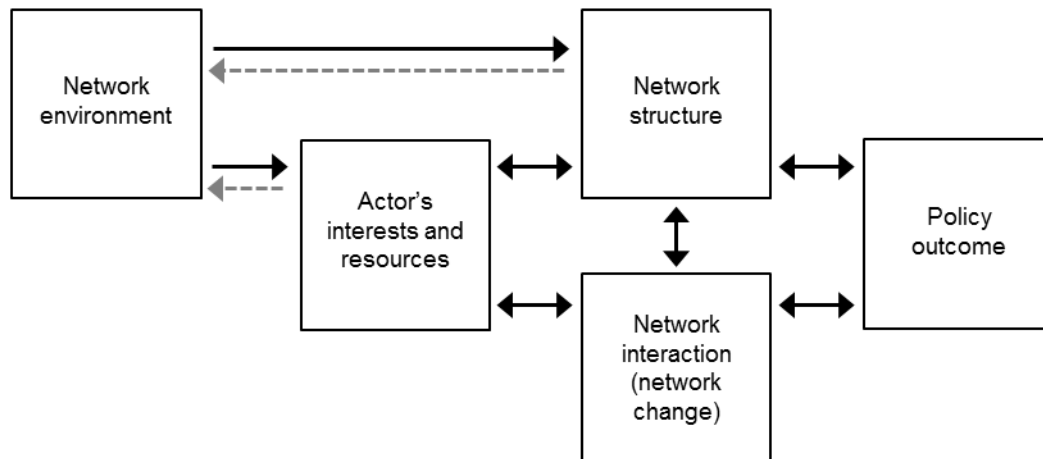 Network
environment
Network
structure
Actor's
interests and
resources
Policy
outcome
Network
interaction
(network
change)